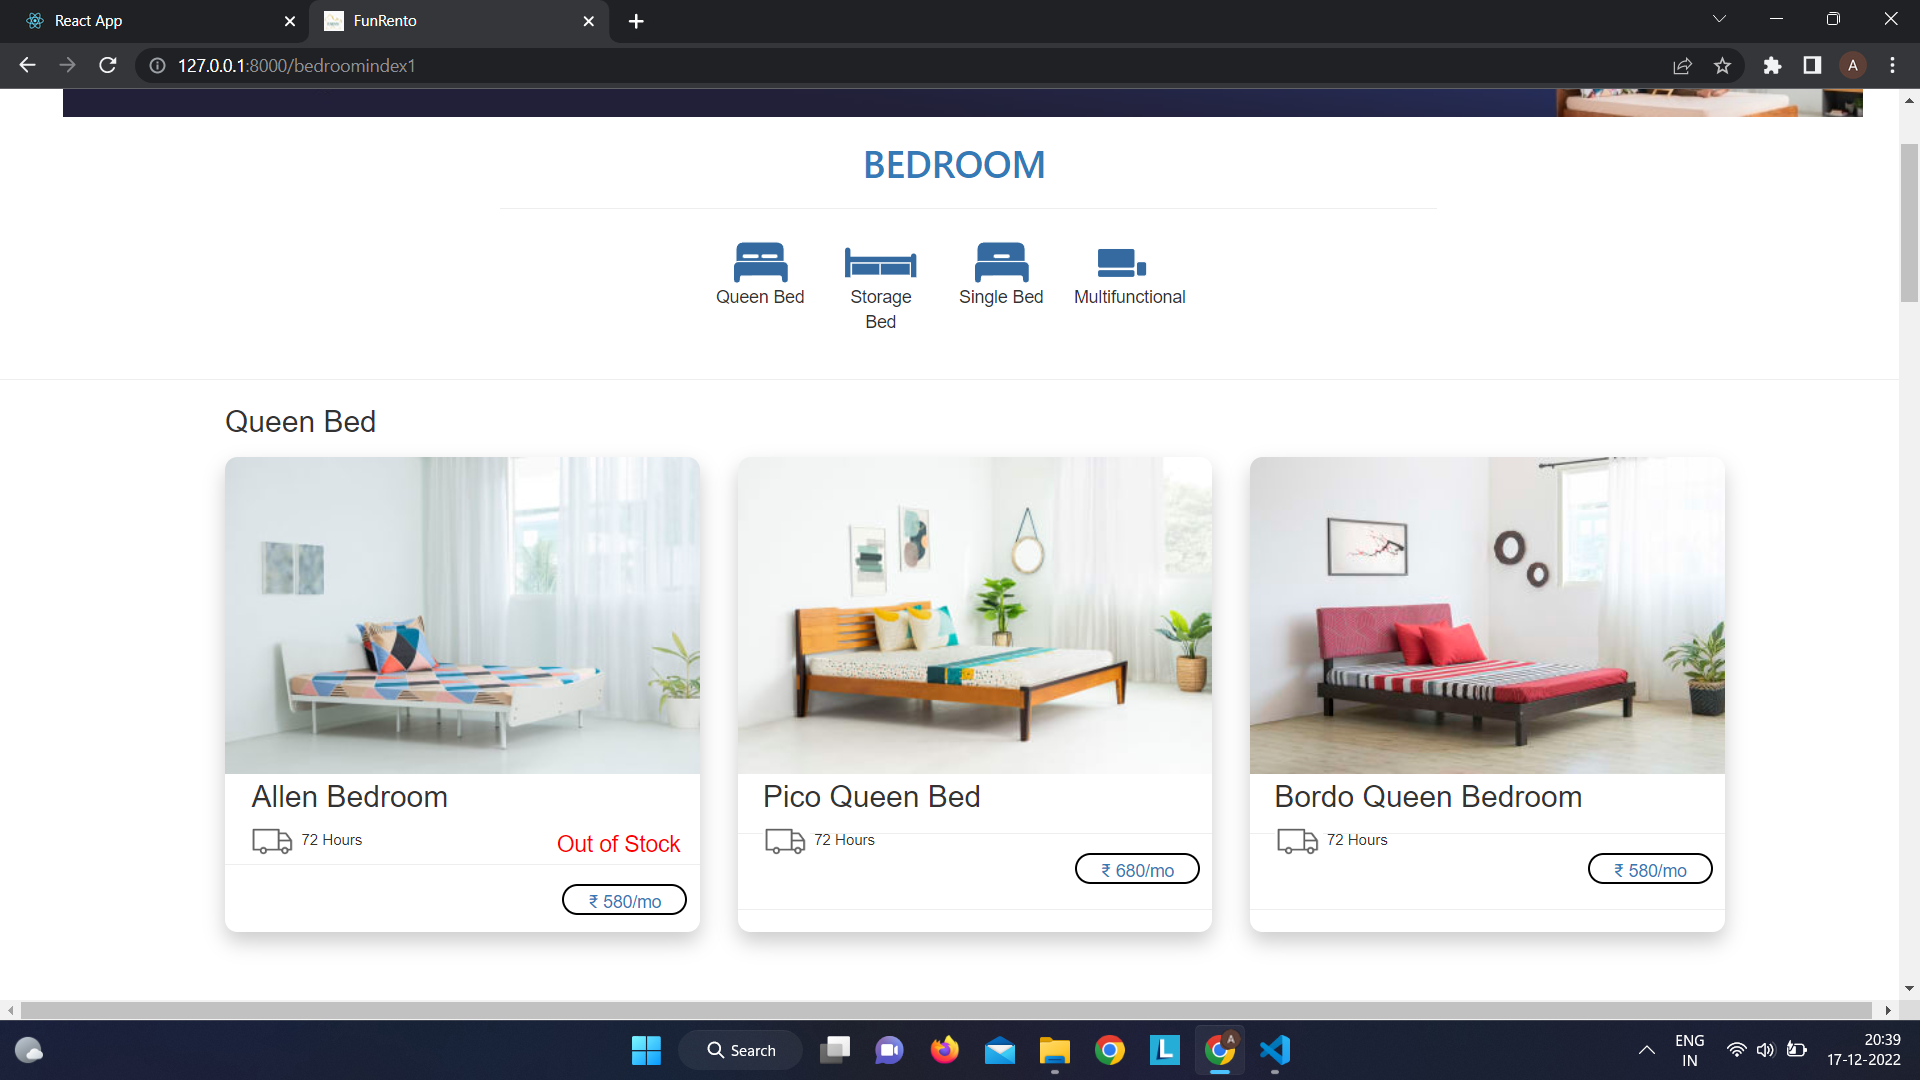 React App
FunRento
127.0.0.1:8000/bedroomindex1
A
BEDROOM
Queen Bed
Storage
Bed
Single Bed
Multifunctional
Queen Bed
Allen Bedroom
72 Hours
Out of Stock
₹ 580/mo
Pico Queen Bed
72 Hours
₹ 680/mo
Bordo Queen Bedroom
72 Hours
₹ 580/mo
Search
L
A
ENG
IN
20:39
17-12-2022